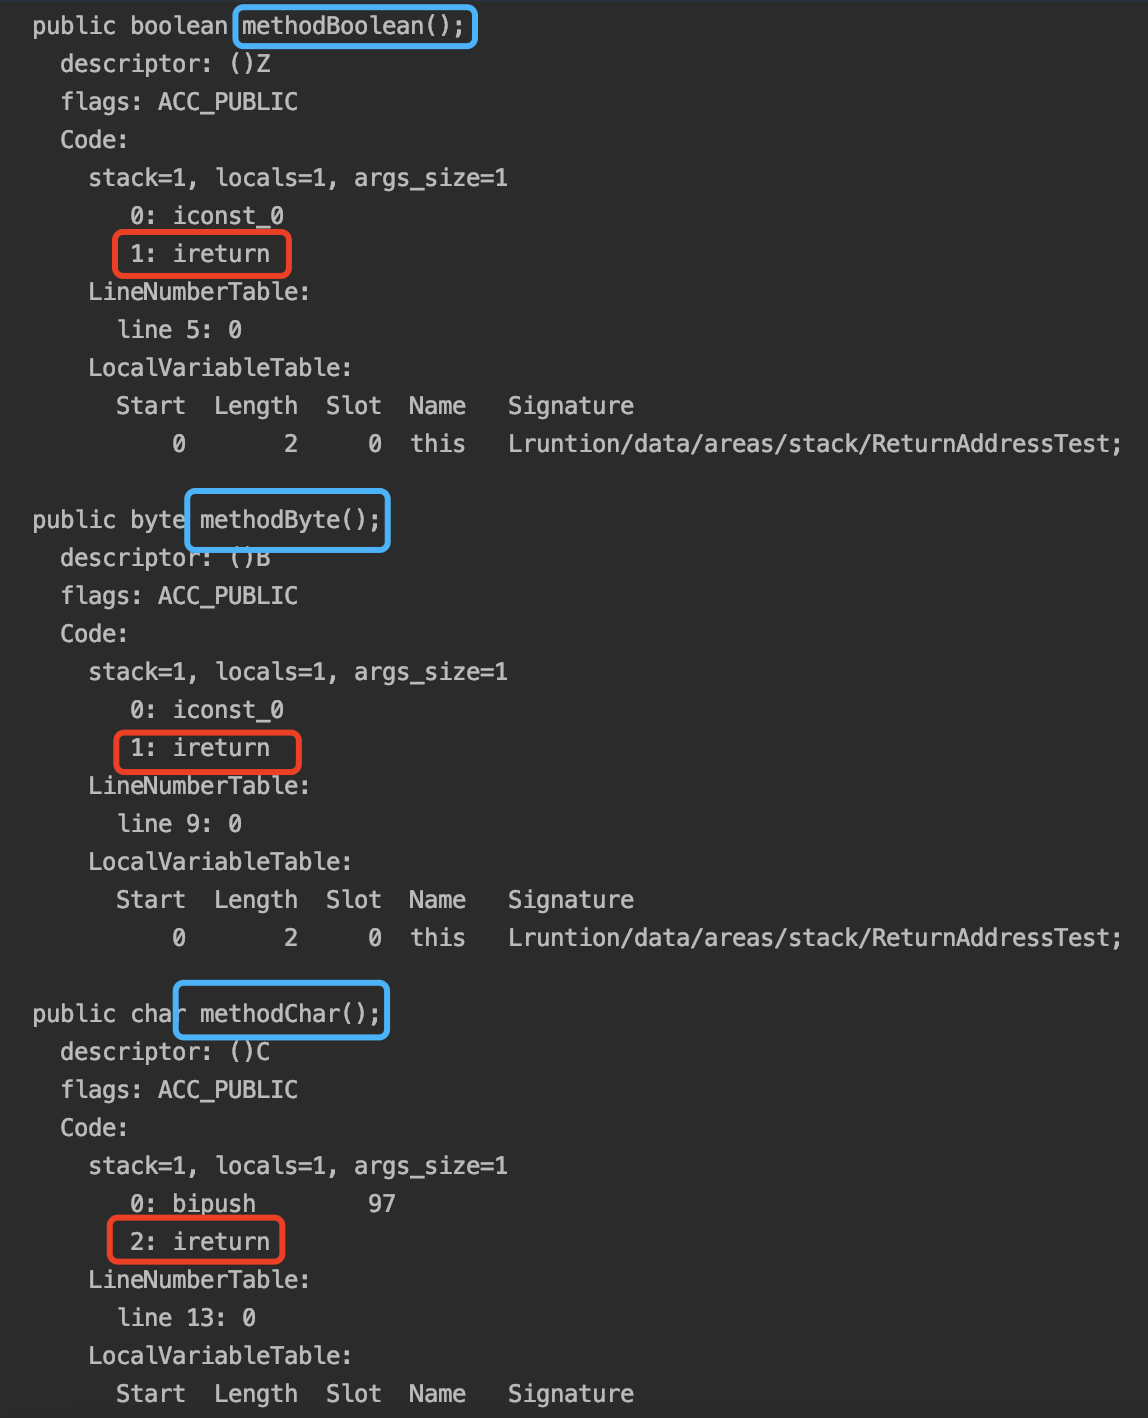 public boolean methodBoolean();
descriptor: ()Z
flags: ACC_PUBLIC
Code:
stack=1, locals=1, args_size=1
0: iconst_0
1: ireturn
LineNumberTable:
line 5: 0
LocalVariableTable:
Start  Length  Slot  Name   Signature
0       2     0  this   Lruntion/data/areas/stack/ReturnAddressTest;
public byte methodByte();
descriptor: ()B
flags: ACC_PUBLIC
Code:
stack=1, locals=1, args_size=1
0: iconst_0
1: ireturn
LineNumberTable:
line 9: 0
LocalVariableTable:
Start  Length  Slot  Name   Signature
0       2     0  this   Lruntion/data/areas/stack/ReturnAddressTest;
public char methodChar();
descriptor: ()C
flags: ACC_PUBLIC
Code:
stack=1, locals=1, args_size=1
0: bipush        97
2: ireturn
LineNumberTable:
line 13: 0
LocalVariableTable:
Start  Length  Slot  Name   Signature